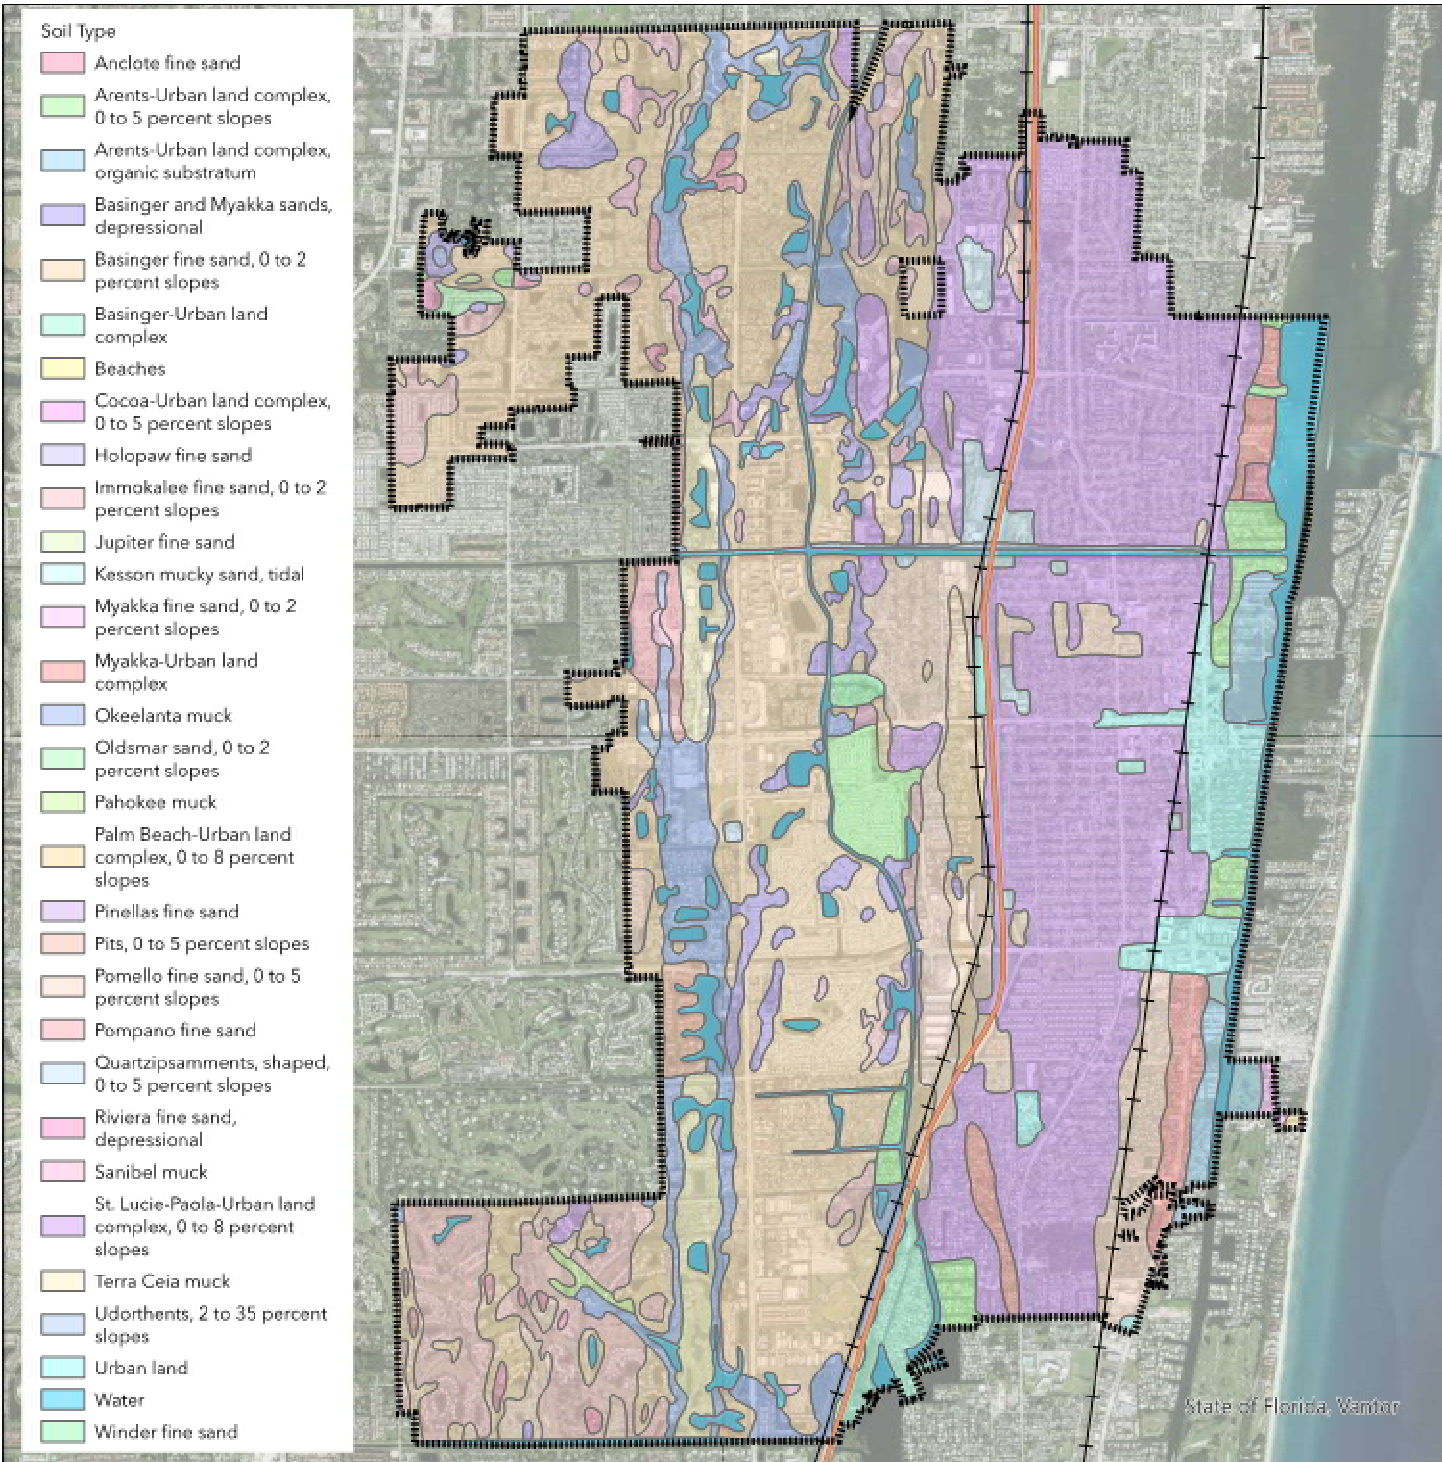 Soil Type
Anclote fine sand
Arents-Urban land complex,
0 to 5 percent slopes
Arents-Urban land complex,
organic substratum
Basinger and Myakka sands,
depressional
Basinger fine sand, 0 to 2
percent slopes
Basinger-Urban land
complex
Beaches
Cocoa-Urban land complex,
0 to 5 percent slopes
Holopaw fine sand
Immokalee fine sand, 0 to 2
percent slopes
Jupiter fine sand
Kesson mucky sand, tidal
Myakka fine sand, 0 to 2
percent slopes
Myakka-Urban land
complex
Okeelanta muck
Oldsmar sand, 0 to 2
percent slopes
Pahokee muck
Palm Beach-Urban land
complex, 0 to 8 percent
slopes
Pinellas fine sand
Pits, 0 to 5 percent slopes
Pomello fine sand, 0 to 5
percent slopes
Pompano fine sand
Quartzipsamments, shaped,
0 to 5 percent slopes
Riviera fine sand,
depressional
Sanibel muck
St. Lucie-Paola-Urban land
complex, 0 to 8 percent
slopes
Terra Ceia muck
Udorthents, 2 to 35 percent
slopes
Urban land
Water
Winder fine sand
State of Florida, Vantor